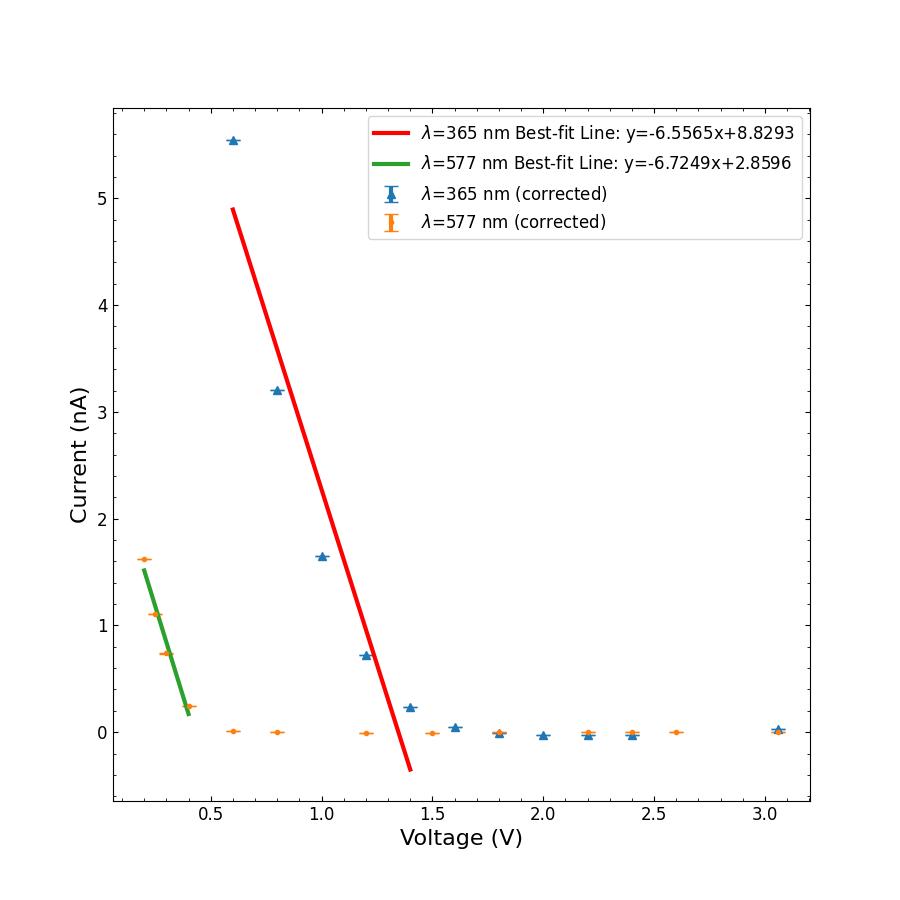 λ=365 nm Best-fit Line: y=-6.5565x+8.8293
λ=577 nm Best-fit Line: y=-6.7249x+2.8596
λ=365 nm (corrected)
λ=577 nm (corrected)
5
4
3
2
1
0
Current (nA)
0.5 1.0 1.5 2.0 2.5 3.0
Voltage (V)